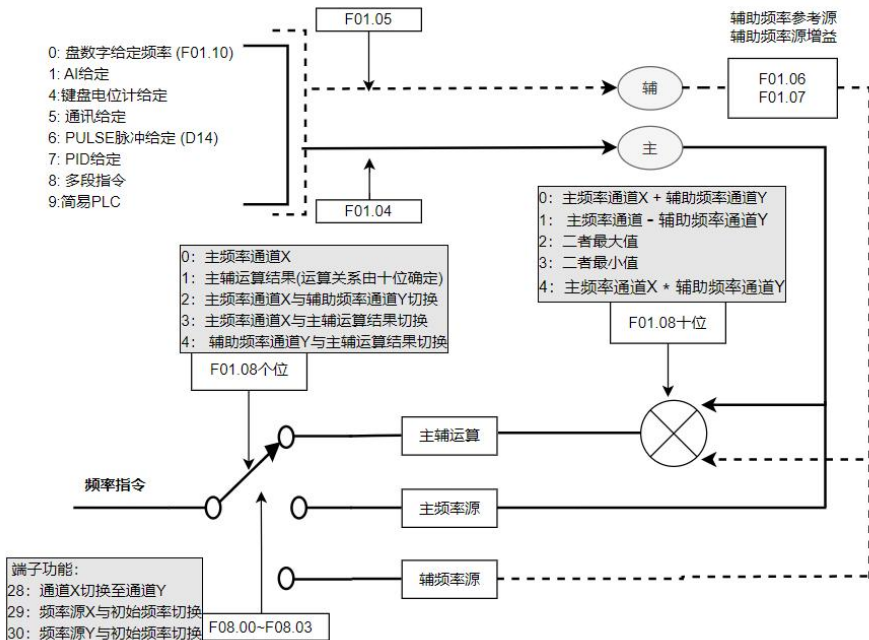 F01.05
辅助频率参考源
辅助频率源增益
0: 盘数字给定频率 (F01.10)
1: AI给定
4:键盘电位计给定
5: 通讯给定
6: PULSE脉冲给定 (D14)
7: PID给定
8: 多段指令
9:简易PLC
辅
F01.06
F01.07
主
F01.04
0: 主频率通道X + 辅助频率通道Y
1: 主频率通道 - 辅助频率通道Y
2: 二者最大值
3: 二者最小值
4: 主频率通道X * 辅助频率通道Y
F01.08十位
0: 主频率通道X
1: 主辅运算结果(运算关系由十位确定)
2: 主频率通道X与辅助频率通道Y切换
3: 主频率通道X与主辅运算结果切换
4: 辅助频率通道Y与主辅运算结果切换
F01.08个位
主辅运算
频率指令
主频率源
辅频率源
端子功能:
28: 通道X切换至通道Y
29: 频率源X与初始频率切换
30: 频率源Y与初始频率切换
F08.00~F08.03